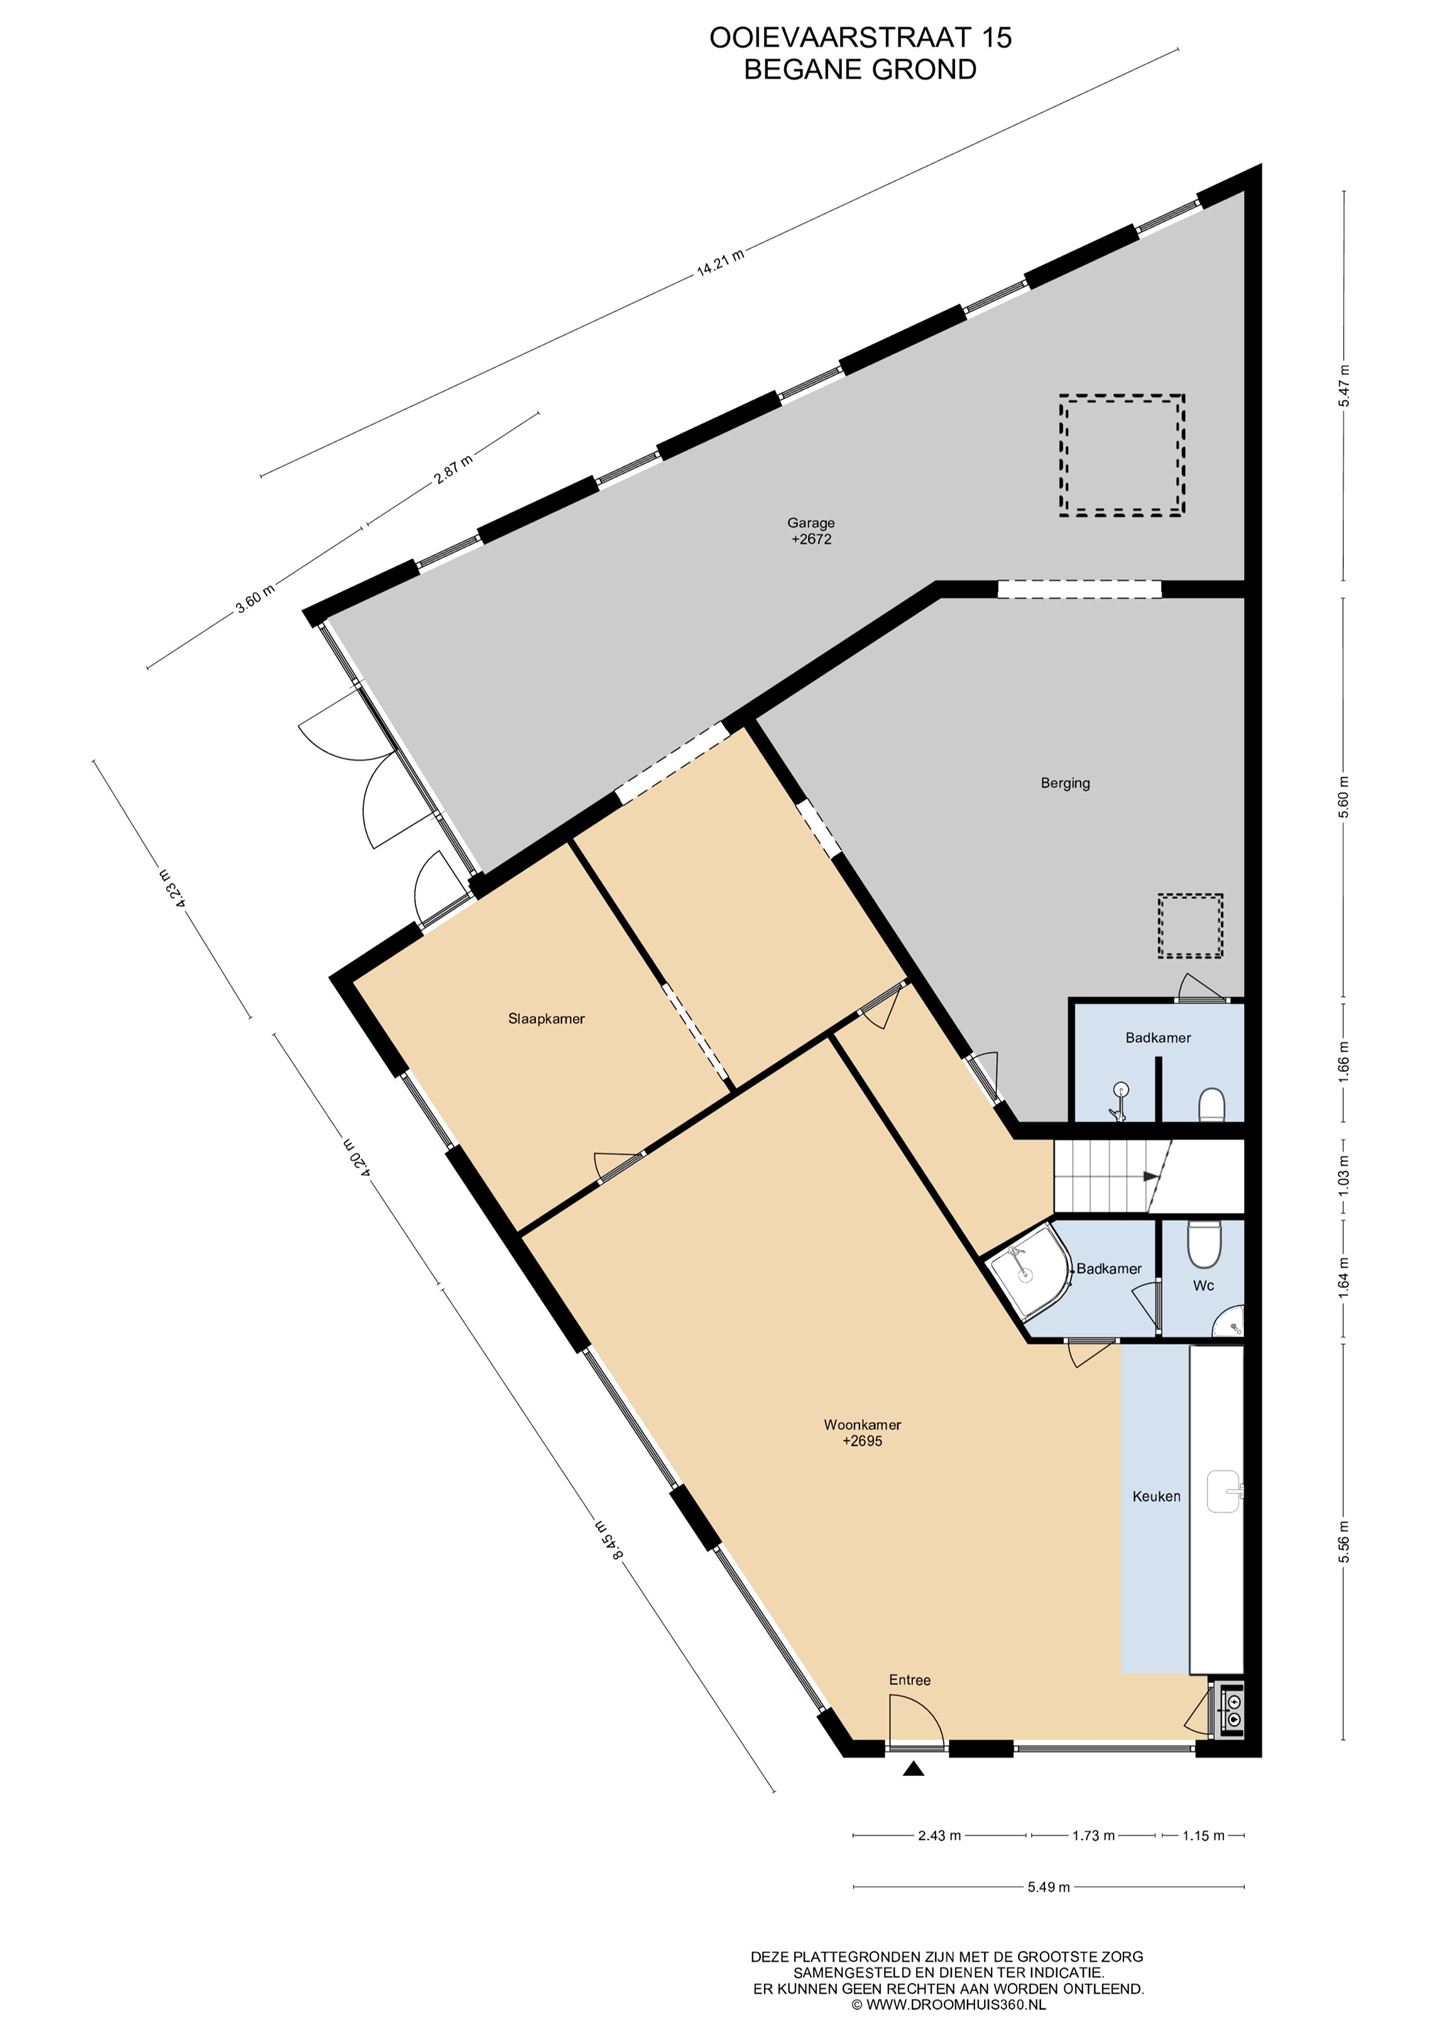 OOIEVAARSTRAAT 15
BEGANE GROND
14.21 m
5.47 m
2.87 m
3.60 m
Garage
+2672
Berging
5.60 m
4.23 m
Slaapkamer
Badkamer
1.66 m
4.20 m
1.03 m
Badkamer
Wc
1.64 m
Woonkamer
+2695
Keuken
8.45 m
5.56 m
Entree
2.43 m
1.73 m
1.15 m
5.49 m
DEZE PLATTEGRONDEN ZIJN MET DE GROOTSTE ZORG
SAMENGESTELD EN DIENEN TER INDICATIE.
ER KUNNEN GEEN RECHTEN AAN WORDEN ONTLEEND.
© WWW.DROOMHUIS360.NL